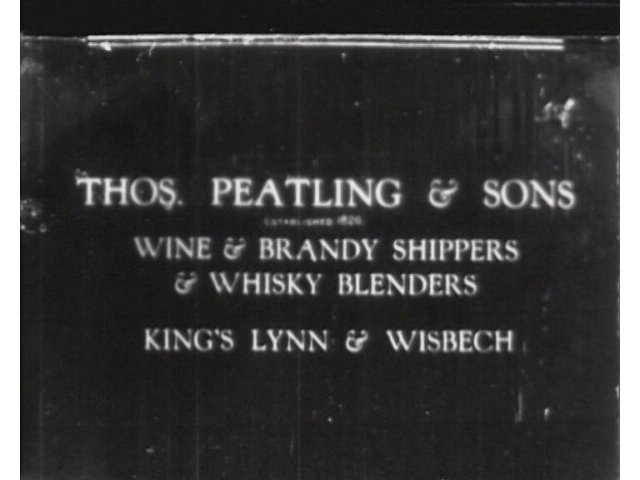 THOS. PEATLING & SONS
ESTABLISHED 1826
WINE & BRANDY SHIPPERS
& WHISKY BLENDERS
KING'S LYNN & WISBECH